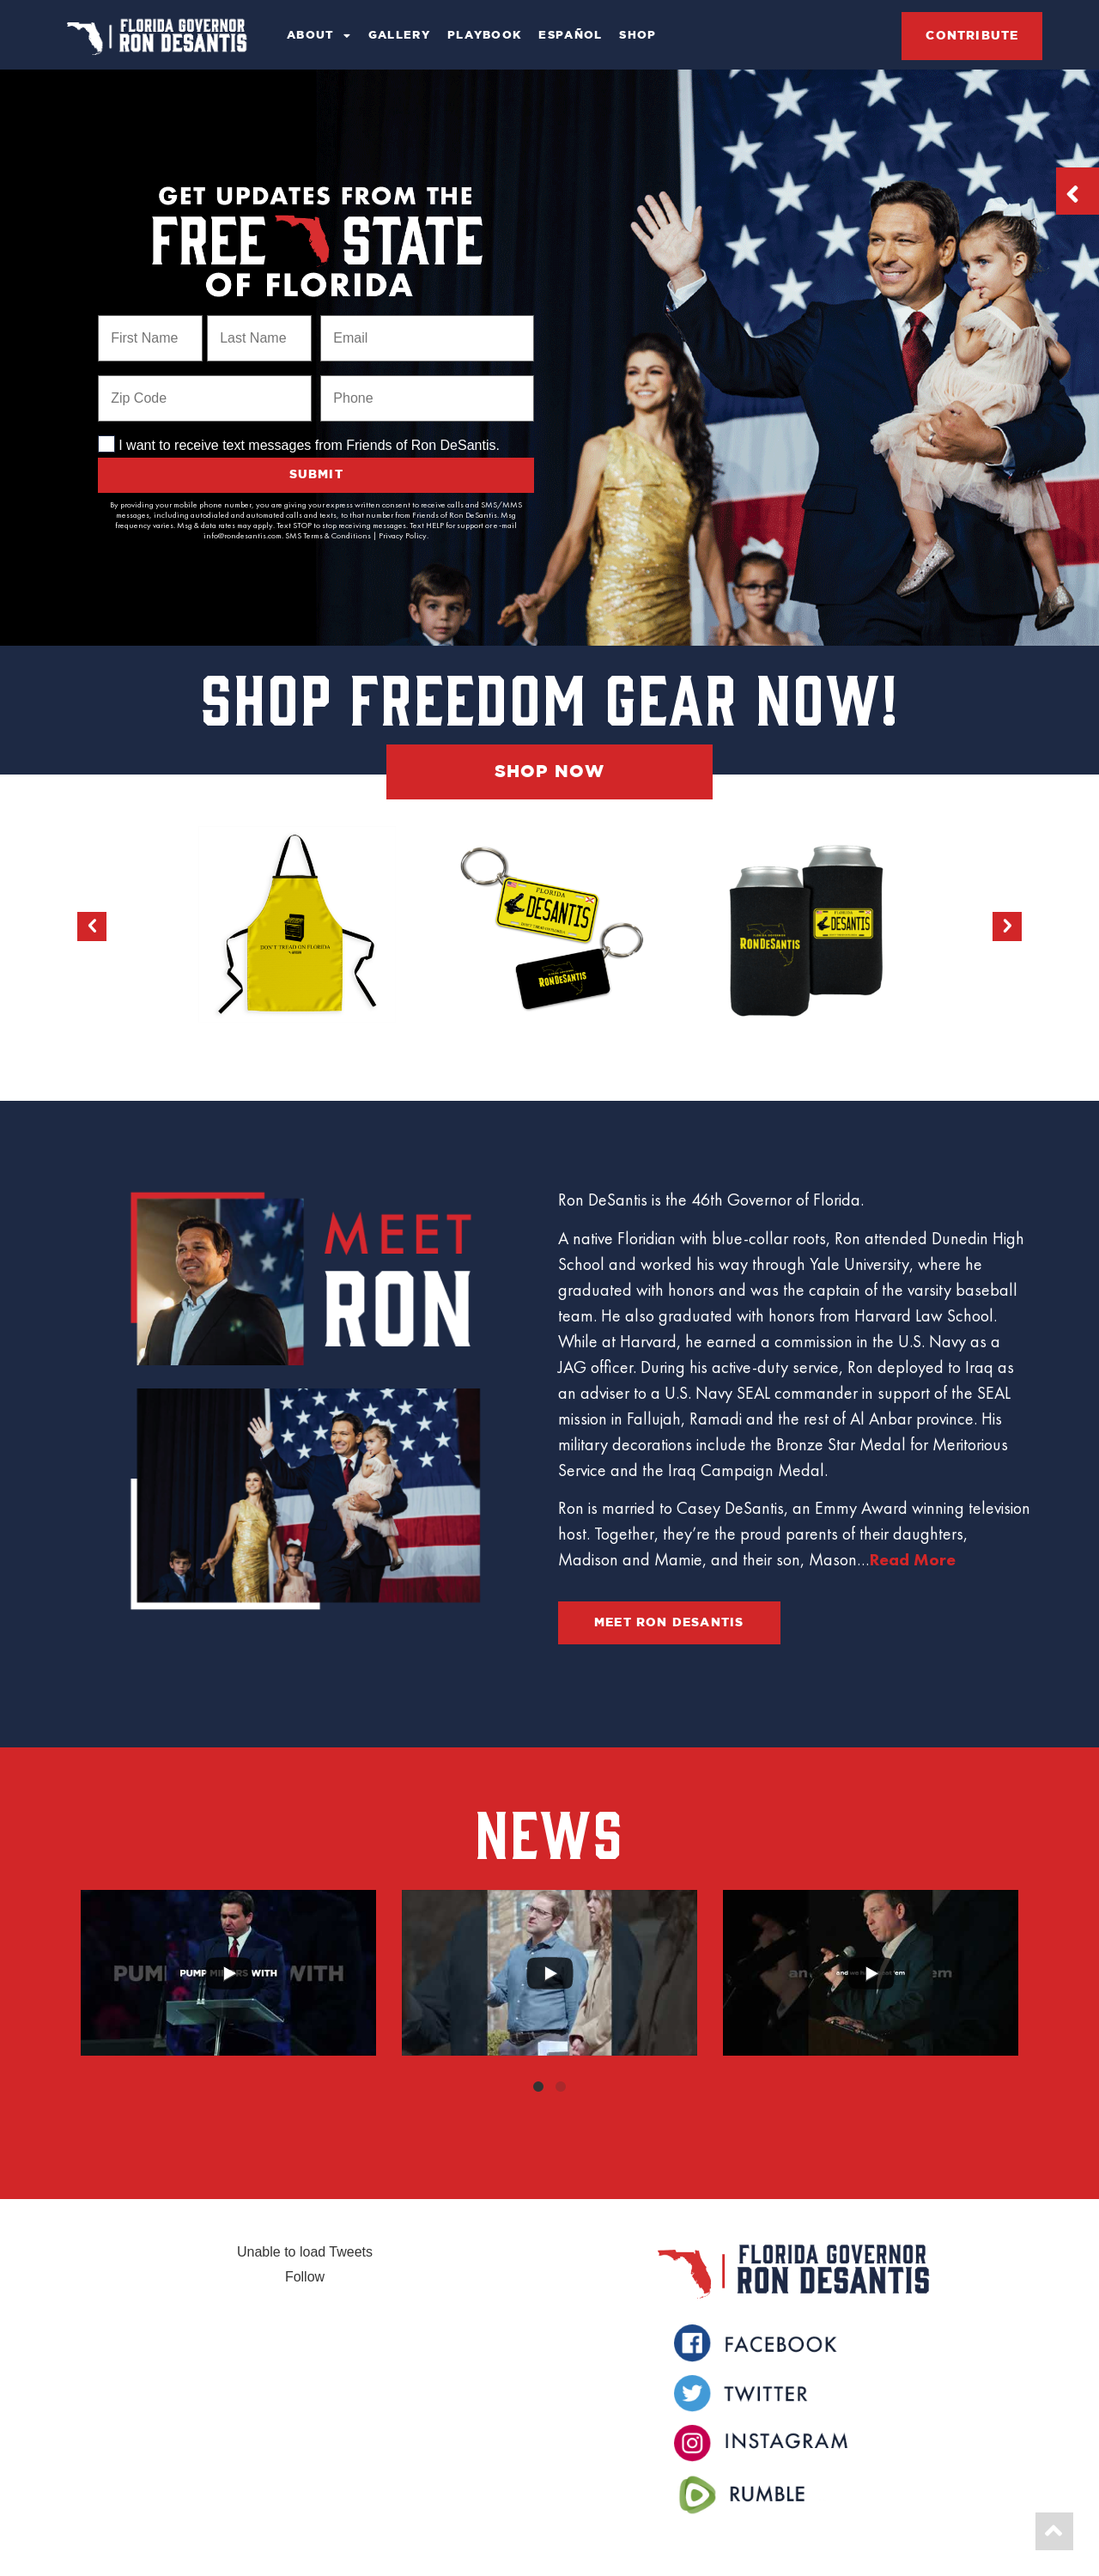 FLORIDA GOVERNOR
RON DESANTIS
ABOUT
GALLERY
PLAYBOOK
ESPAÑOL
SHOP
CONTRIBUTE
GET UPDATES FROM THE
FREE STATE
OF FLORIDA
First Name
Last Name
Email
Zip Code
Phone
I want to receive text messages from Friends of Ron DeSantis.
SUBMIT
By providing your mobile phone number, you are giving your express written consent to receive calls and SMS/MMS
messages, including autodialed and automated calls and texts, to that number from Friends of Ron DeSantis. Msg
frequency varies. Msg & data rates may apply. Text STOP to stop receiving messages. Text HELP for support or e-mail
info@rondesantis.com. SMS Terms & Conditions | Privacy Policy.
SHOP FREEDOM GEAR NOW!
SHOP NOW
DON'T TREAD ON FLORIDA
FLORIDA
DESANTIS
RONDESANTIS
RONDESANTIS
FLORIDA
DESANTIS
MEET
RON
Ron DeSantis is the 46th Governor of Florida.
A native Floridian with blue-collar roots, Ron attended Dunedin High
School and worked his way through Yale University, where he
graduated with honors and was the captain of the varsity baseball
team. He also graduated with honors from Harvard Law School.
While at Harvard, he earned a commission in the U.S. Navy as a
JAG officer. During his active-duty service, Ron deployed to Iraq as
an adviser to a U.S. Navy SEAL commander in support of the SEAL
mission in Fallujah, Ramadi and the rest of Al Anbar province. His
military decorations include the Bronze Star Medal for Meritorious
Service and the Iraq Campaign Medal.
Ron is married to Casey DeSantis, an Emmy Award winning television
host. Together, they’re the proud parents of their daughters,
Madison and Mamie, and their son, Mason...Read More
MEET RON DESANTIS
NEWS
PUMP WITH
Unable to load Tweets
Follow
FLORIDA GOVERNOR
RON DESANTIS
FACEBOOK
TWITTER
INSTAGRAM
RUMBLE